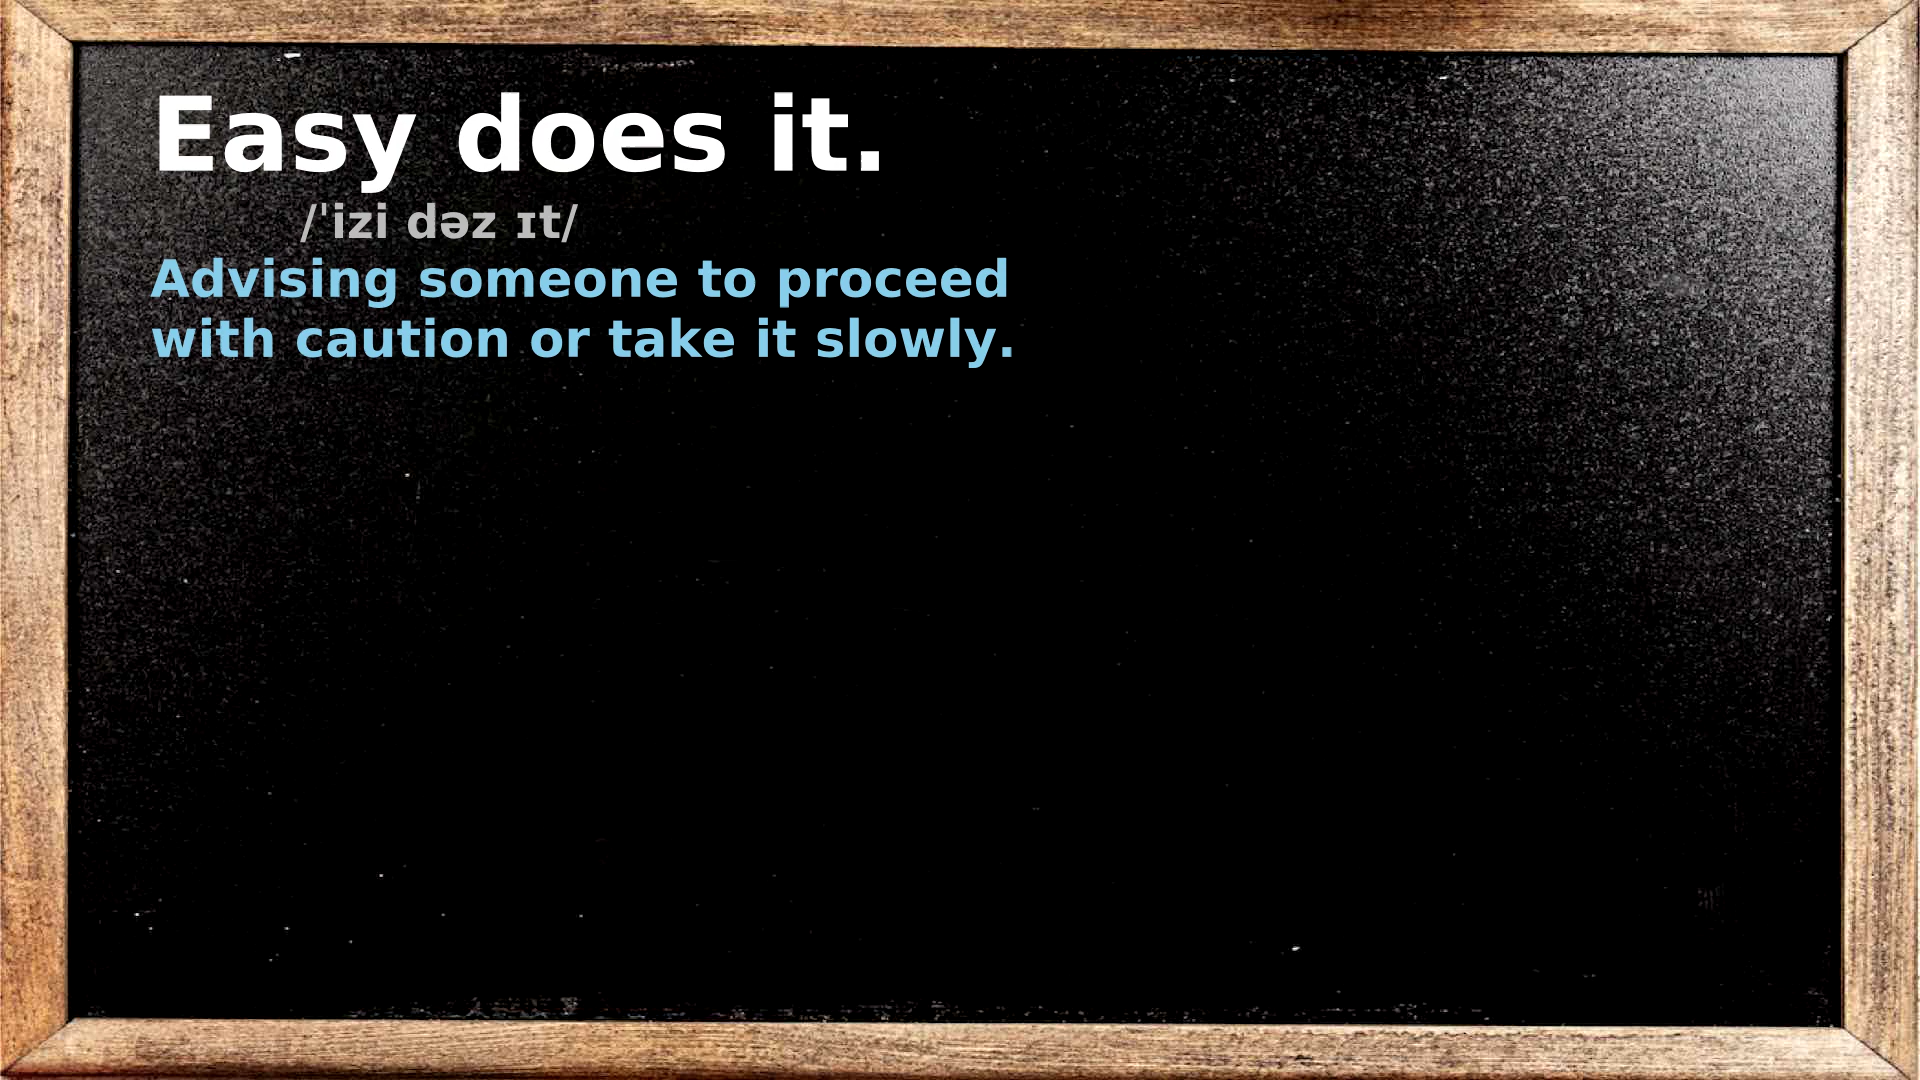 Easy does it.
/ˈizi dəz ɪt/
Advising someone to proceed
with caution or take it slowly.